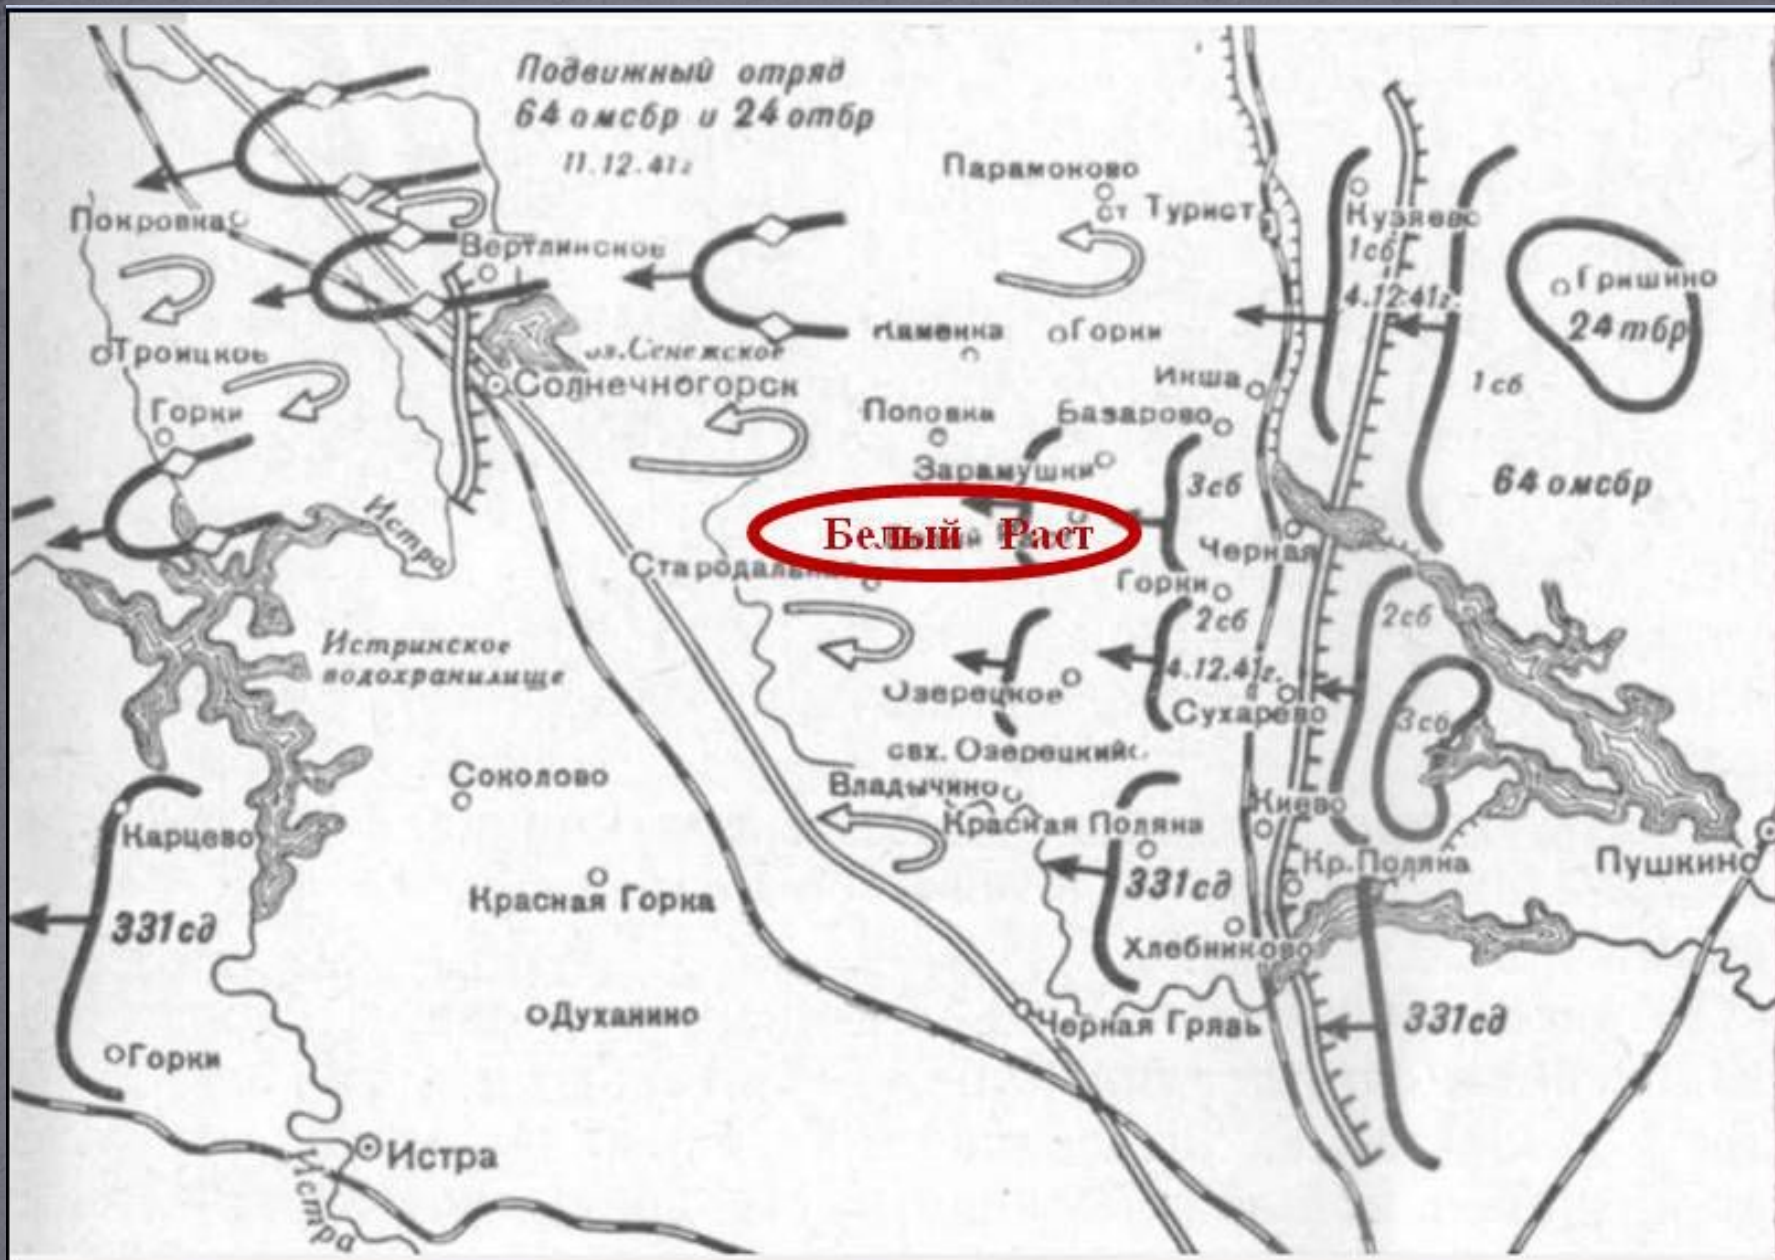 Подвижный отряд
64 омсбр и 24 отбр
11.12.41г
Парамоково
ст Турист
Кузяево
1сб
4.12.41г.
Гришино
24 тбр
Покровка
Вертлинское
Троицкое
оз. Сенежское
Каменка
Горки
1сб
Солнечногорск
Икша
Горки
Поповка
Базарово
Зарамушки
3сб
64 омсбр
Истра
Белый Раст
Черная
Горки
2сб
2сб
Истринское
водохранилище
4.12.41г.
Озерецкое
Сухарево
3сб
свх. Озерецкий
Соколово
Владычино
Киево
Карцево
Красная Поляна
Кр. Поляна
Пушкино
331сд
Красная Горка
331сд
Хлебниково
Духанино
Черная Грязь
331сд
Горки
Истра
Истра